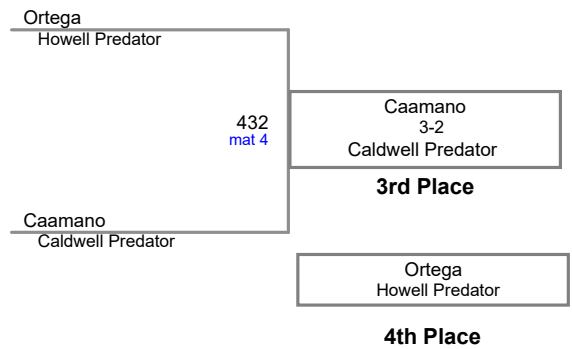 Ortega
Howell Predator
432
mat 4
Caamano
3-2
Caldwell Predator
3rd Place
Caamano
Caldwell Predator
Ortega
Howell Predator
4th Place